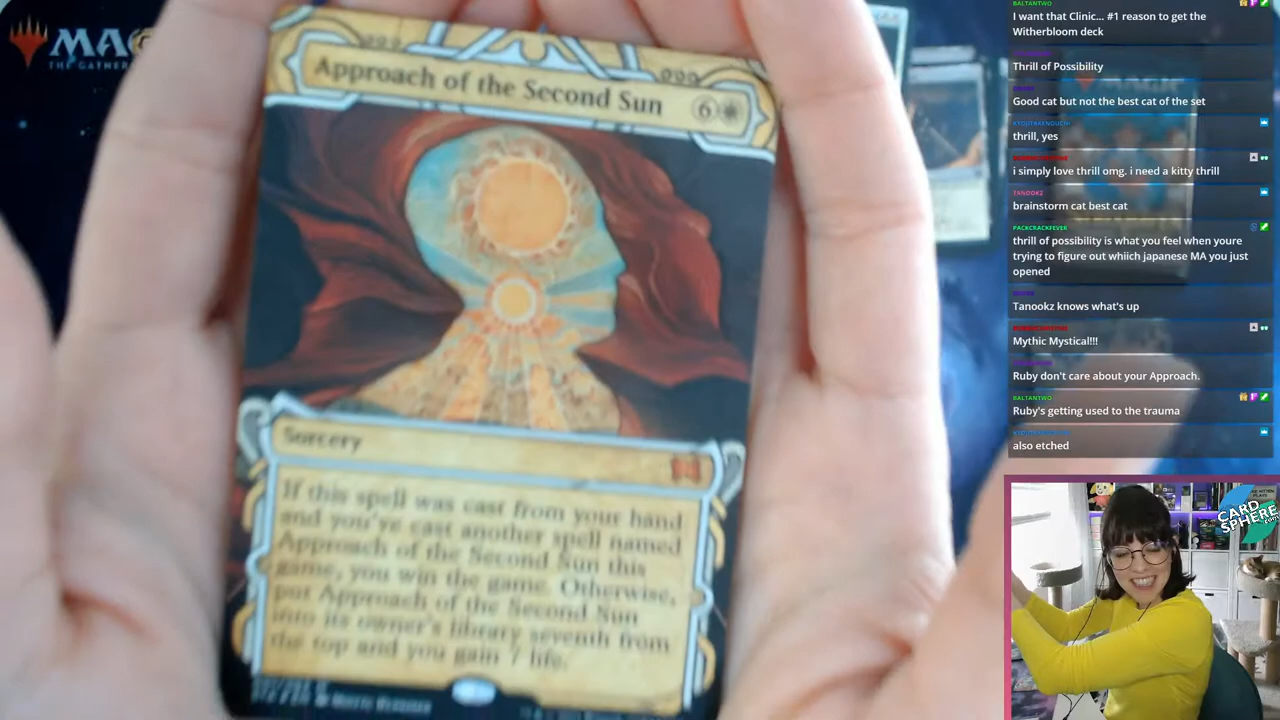 MA
THE GATHER
Approach of the Second Sun 6
Sorcery
If this spell was cast from your hand
and you've cast another spell named
Approach of the Second Sun this
game, you win the game. Otherwise,
put Approach of the Second Sun
into its owner's library seventh from
the top and you gain 7 life.
BALTANTWO
I want that Clinic... #1 reason to get the
Witherbloom deck
Thrill of Possibility
Good cat but not the best cat of the set
thrill, yes
i simply love thrill omg. i need a kitty thrill
TANOOKZ
brainstorm cat best cat
PACKCRACKFEVER
thrill of possibility is what you feel when youre
trying to figure out whiich japanese MA you just
opened
Tanookz knows what's up
Mythic Mystical!!!
Ruby don't care about your Approach.
BALTANTWO
Ruby's getting used to the trauma
also etched
CARD
SPHERE